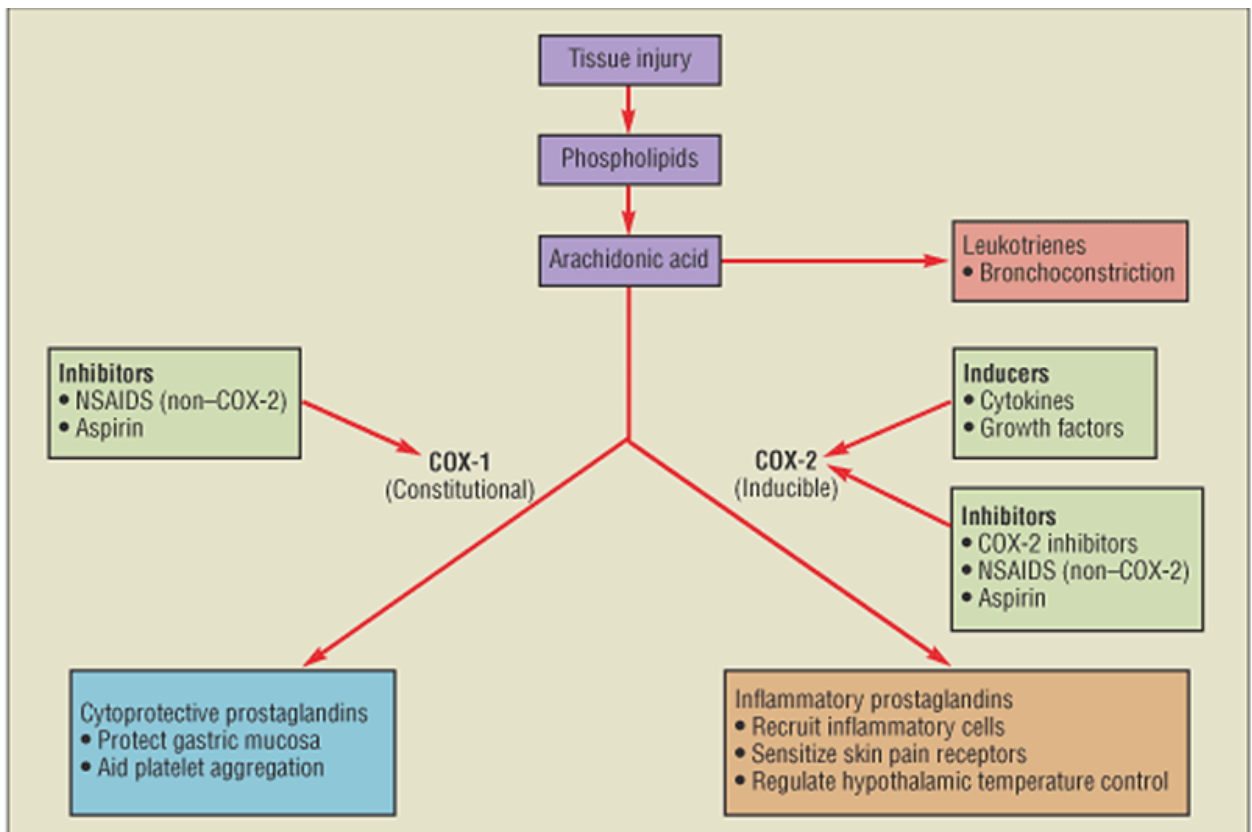 Tissue injury
Phospholipids
Arachidonic acid
Leukotrienes
• Bronchoconstriction
Inhibitors
• NSAIDS (non–COX-2)
• Aspirin
COX-1
(Constitutional)
COX-2
(Inducible)
Inducers
• Cytokines
• Growth factors
Inhibitors
• COX-2 inhibitors
• NSAIDS (non–COX-2)
• Aspirin
Cytoprotective prostaglandins
• Protect gastric mucosa
• Aid platelet aggregation
Inflammatory prostaglandins
• Recruit inflammatory cells
• Sensitize skin pain receptors
• Regulate hypothalamic temperature control